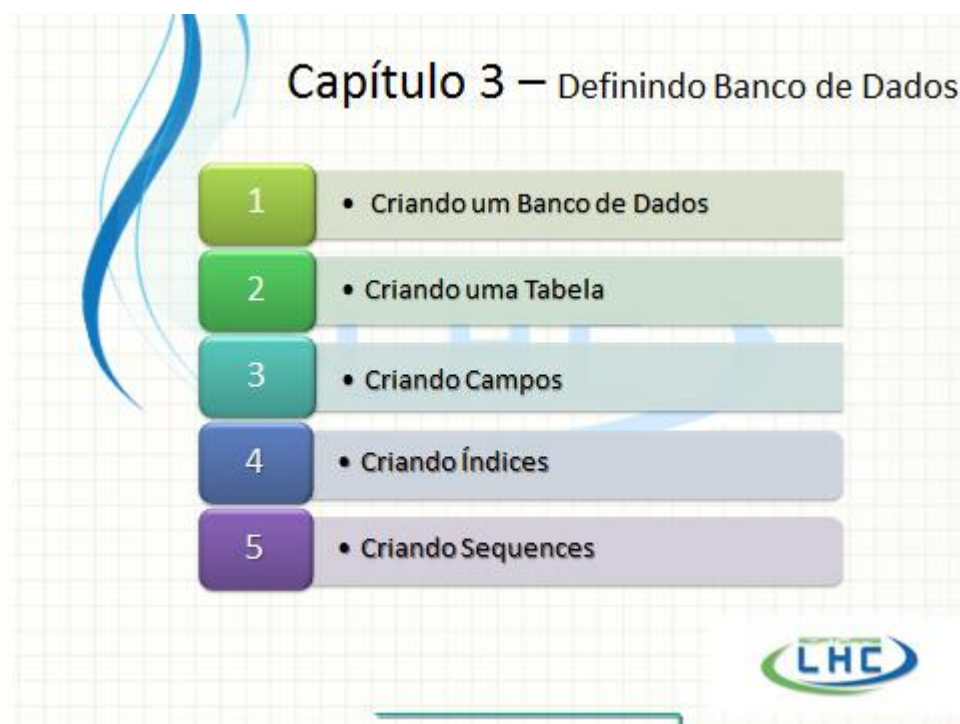 Capítulo 3 – Definindo Banco de Dados
1 • Criando um Banco de Dados
2 • Criando uma Tabela
3 • Criando Campos
4 • Criando Índices
5 • Criando Sequences
LHC